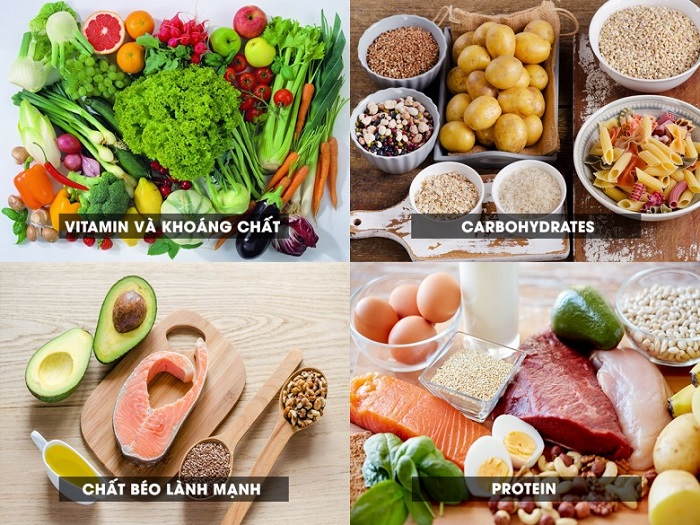 VITAMIN VÀ KHOÁNG CHẤT
CARBOHYDRATES
CHẤT BÉO LÀNH MẠNH
PROTEIN